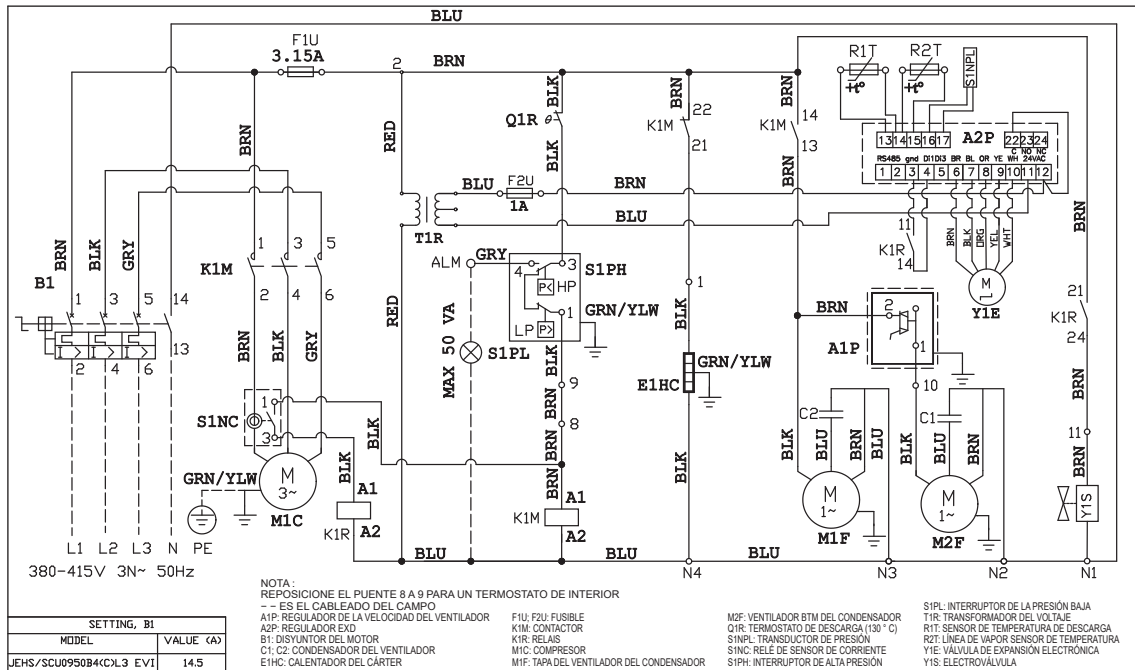 BLU
F1U
3.15A
2
BRN
R1T
R2T
S1NPL
+t°
+t°
BLK
BRN
22
14
Q1R
θ
K1M
K1M
21
13
13 14 15 16 17
A2P
22 23 24
C NO NC
RS485 gnd DI1DI3 BR BL OR YE WH 24VAC
1 2 3 4 5 6 7 8 9 10 11 12
BRN
RED
BLK
BRN
BLU
F2U
BRN
1A
BLU
T1R
BRN
BRN
BLK
GRY
1
3
5
K1M
2
4
6
ALM
GRY
4
3
S1PH
P<
HP
1
GRN/YLW
LP
P>
S1PL
11
K1R
14
BRN
BLK
ORG
YEL
WHT
M
Y1E
21
K1R
24
B1
1
3
5
14
I>
I>
I>
13
2
4
6
RED
MAX 50 VA
BRN
BLK
GRY
1
BLK
GRN/YLW
E1HC
BRN
2
A1P
1
10
BLK
9
BRN
8
BRN
BRN
S1NC
1
3
BLK
BLK
GRN/YLW
M
3~
M1C
A1
K1R
A2
A1
K1M
A2
BLK
C2
C1
BLK
BLU
BRN
BLU
BLK
BLU
BRN
M
1~
M1F
M
1~
M2F
BRN
11
BRN
Y1S
L1 L2 L3 N PE
380-415V 3N~ 50Hz
BLU
BLU
BLU
N4
N3
N2
N1
NOTA :
REPOSICIONE EL PUENTE 8 A 9 PARA UN TERMOSTATO DE INTERIOR
– – ES EL CABLEADO DEL CAMPO
A1P: REGULADOR DE LA VELOCIDAD DEL VENTILADOR
A2P: REGULADOR EXD
B1: DISYUNTOR DEL MOTOR
C1; C2: CONDENSADOR DEL VENTILADOR
E1HC: CALENTADOR DEL CÁRTER
F1U; F2U: FUSIBLE
K1M: CONTACTOR
K1R: RELAIS
M1C: COMPRESOR
M1F: TAPA DEL VENTILADOR DEL CONDENSADOR
M2F: VENTILADOR BTM DEL CONDENSADOR
Q1R: TERMOSTATO DE DESCARGA (130 ° C)
S1NPL: TRANSDUCTOR DE PRESIÓN
S1NC: RELÉ DE SENSOR DE CORRIENTE
S1PH: INTERRUPTOR DE ALTA PRESIÓN
S1PL: INTERRUPTOR DE LA PRESIÓN BAJA
T1R: TRANSFORMADOR DEL VOLTAJE
R1T: SENSOR DE TEMPERATURA DE DESCARGA
R2T: LÍNEA DE VAPOR SENSOR DE TEMPERATURA
Y1E: VÁLVULA DE EXPANSIÓN ELECTRÓNICA
Y1S: ELECTROVÁLVULA
SETTING, B1
MODEL VALUE (A)
JEHS/SCU0950B4(C)L3 EVI 14.5